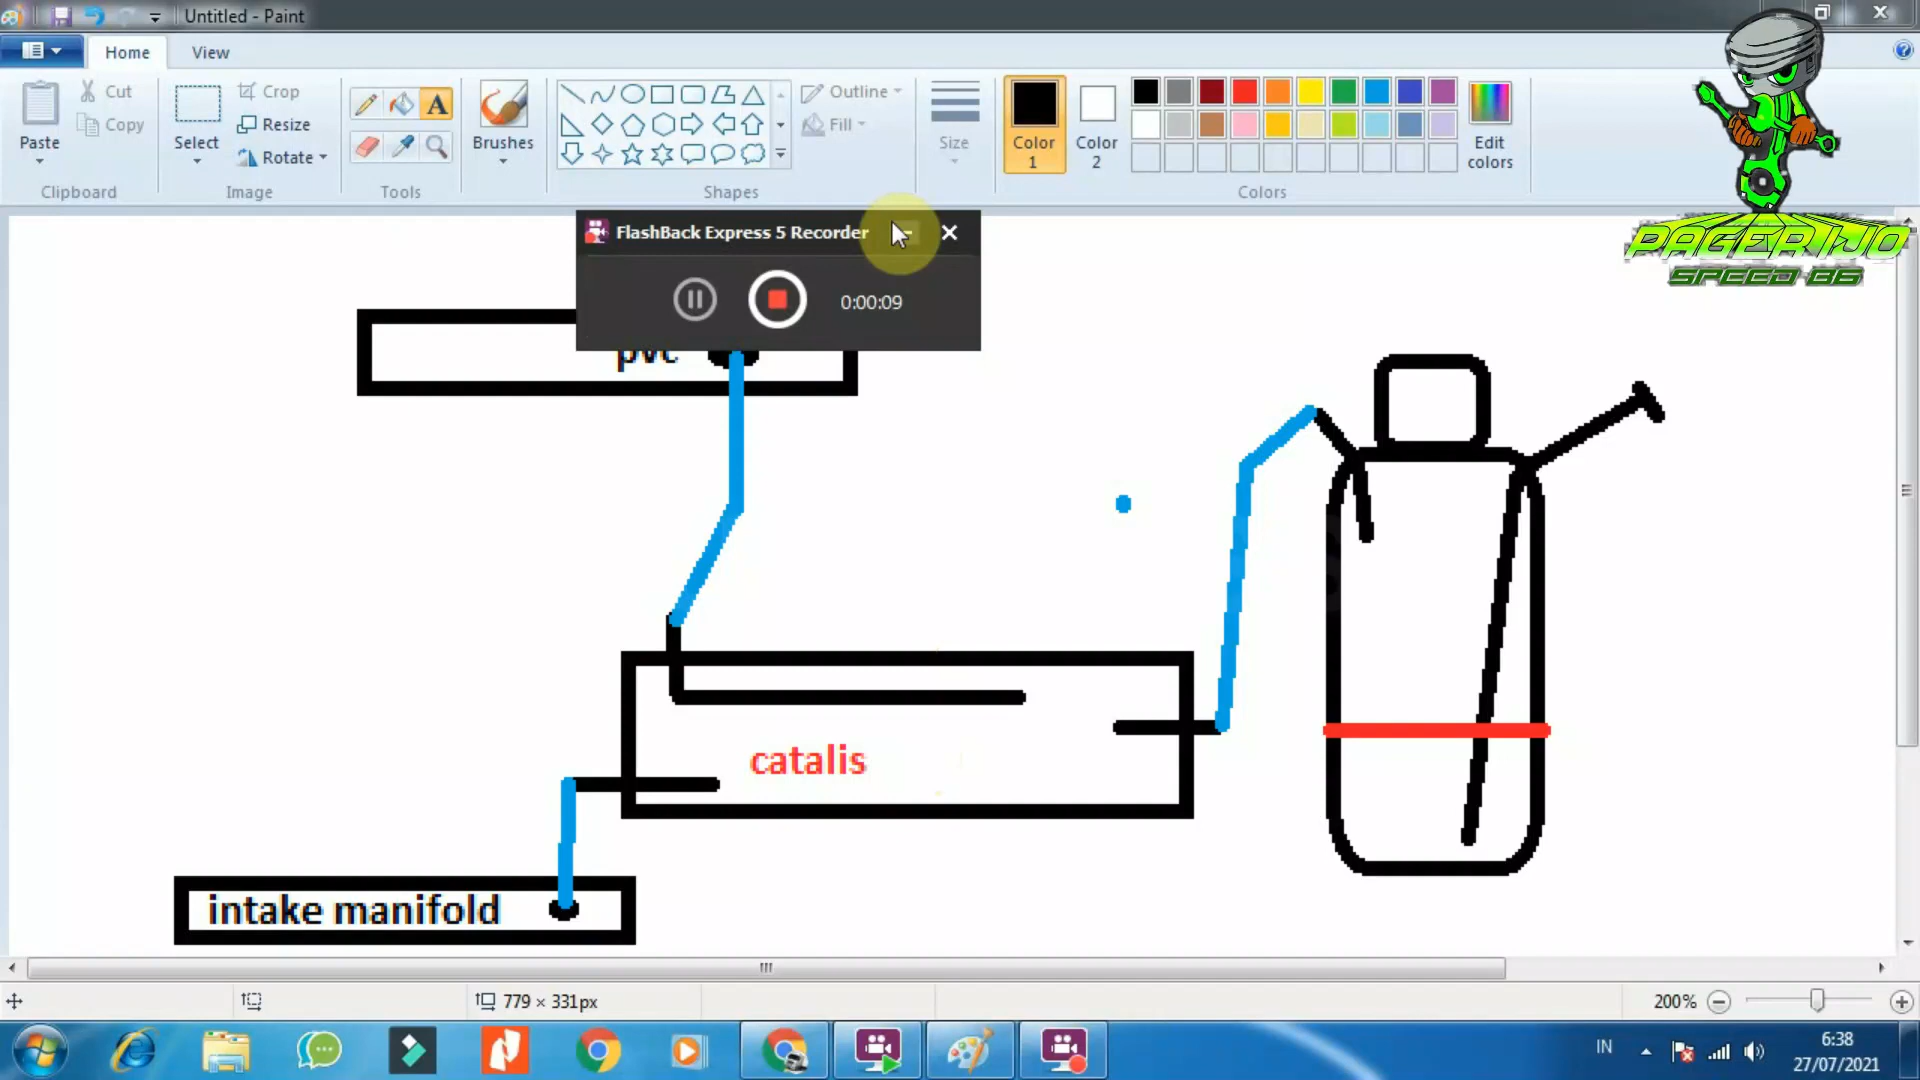 Untitled - Paint
Home
View
Paste
Cut
Copy
Clipboard
Select
Crop
Resize
Rotate
Image
A
Tools
Brushes
Shapes
Outline
Fill
Size
Color 1
Color 2
Edit colors
Colors
PAGERIJO
SPEED 86
FlashBack Express 5 Recorder
0:00:09
pvc
catalis
intake manifold
779 × 331px
200%
IN
6:38
27/07/2021